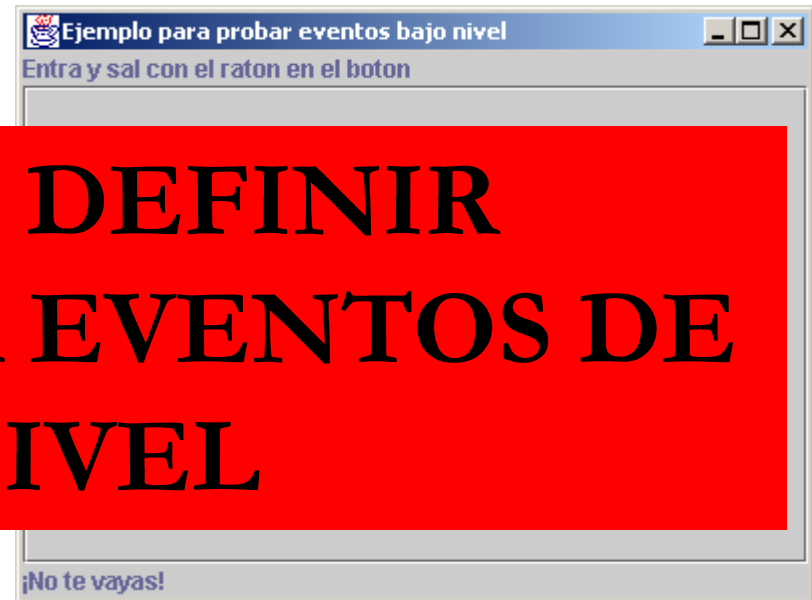 Ejemplo para probar eventos bajo nivel
Entra y sal con el raton en el boton
DEFINIR
EVENTOS DE
IVEL
¡No te vayas!